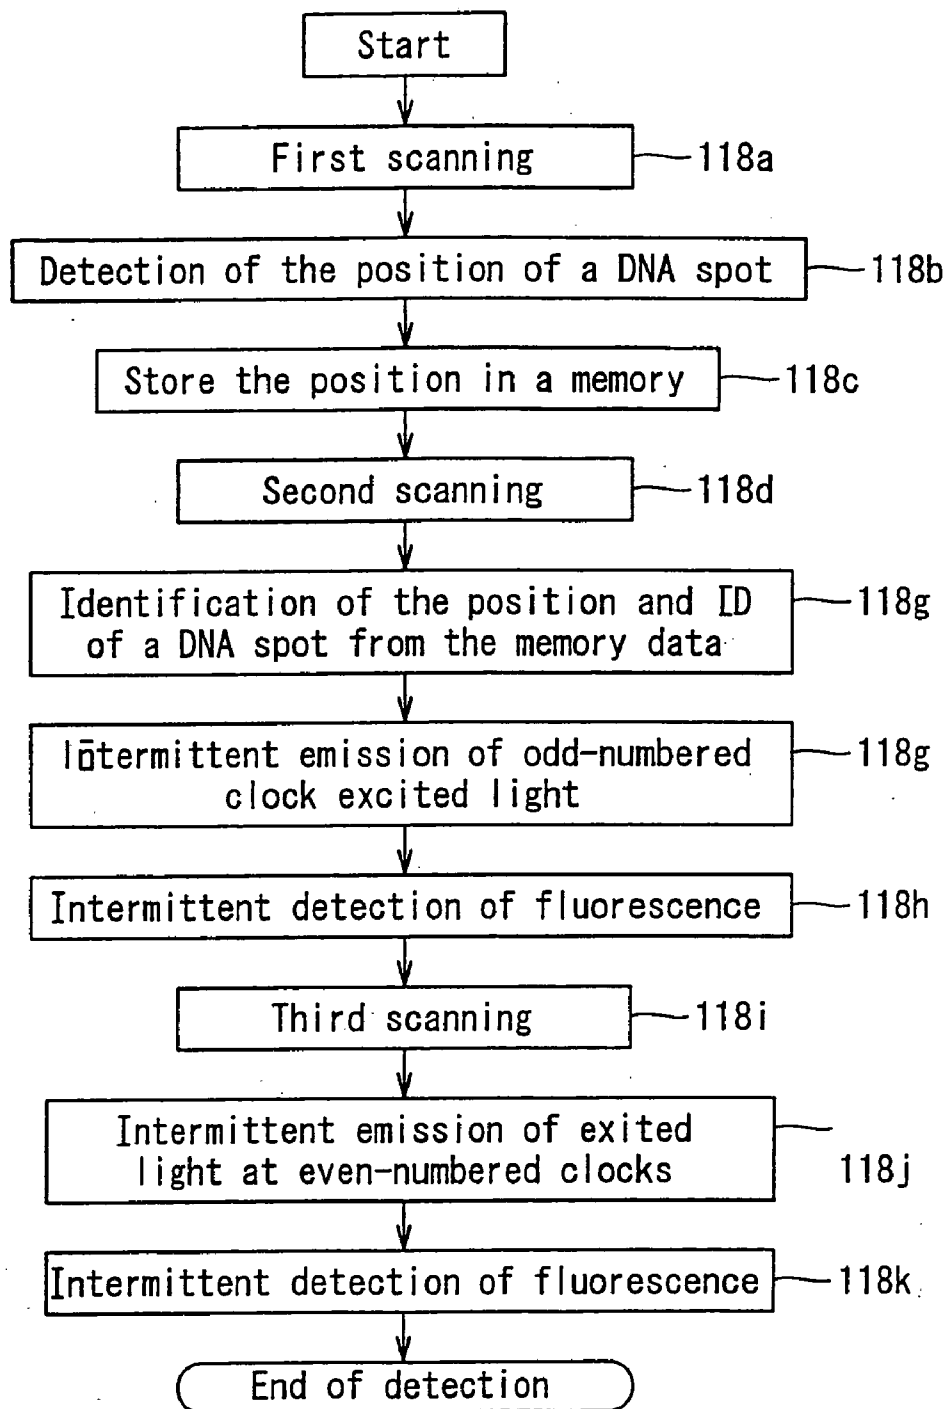 Start
First scanning 118a
Detection of the position of a DNA spot 118b
Store the position in a memory 118c
Second scanning 118d
Identification of the position and ID 118g
of a DNA spot from the memory data
Intermittent emission of odd-numbered 118g
clock excited light
Intermittent detection of fluorescence 118h
Third scanning 118i
Intermittent emission of exited
light at even-numbered clocks 118j
Intermittent detection of fluorescence 118k
End of detection